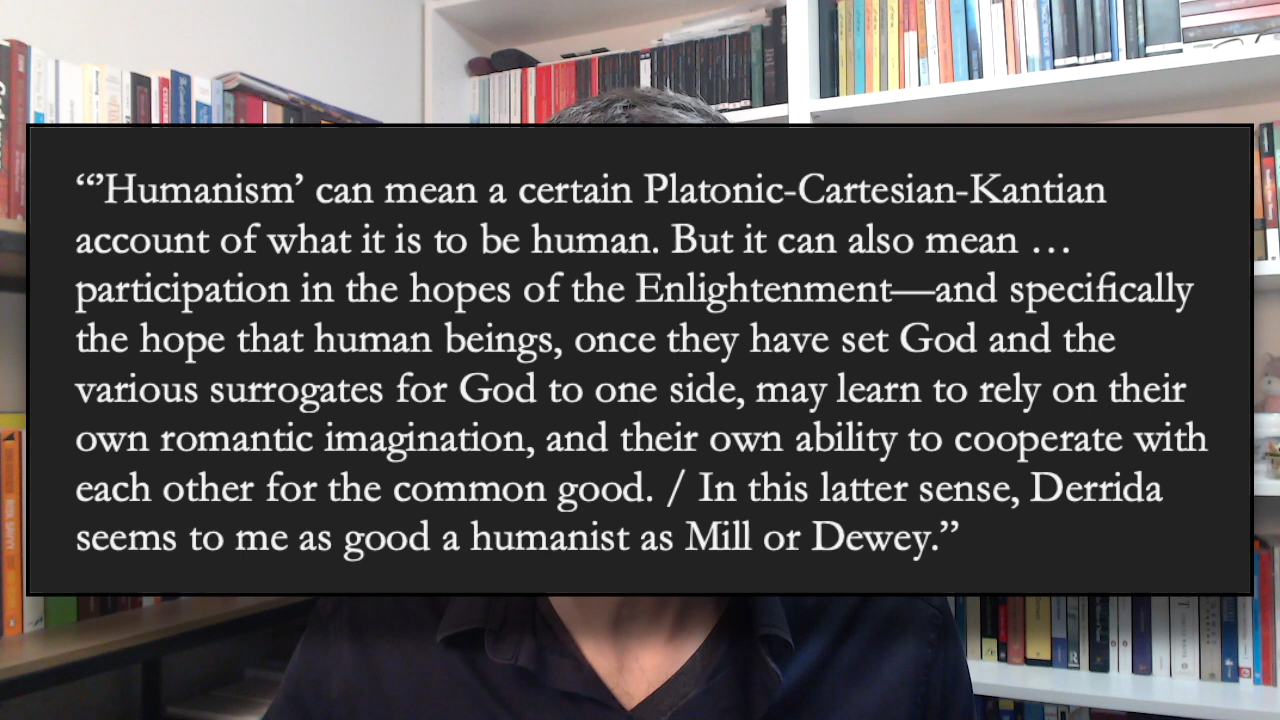 “’Humanism’ can mean a certain Platonic-Cartesian-Kantian
account of what it is to be human. But it can also mean …
participation in the hopes of the Enlightenment—and specifically
the hope that human beings, once they have set God and the
various surrogates for God to one side, may learn to rely on their
own romantic imagination, and their own ability to cooperate with
each other for the common good. / In this latter sense, Derrida
seems to me as good a humanist as Mill or Dewey.”